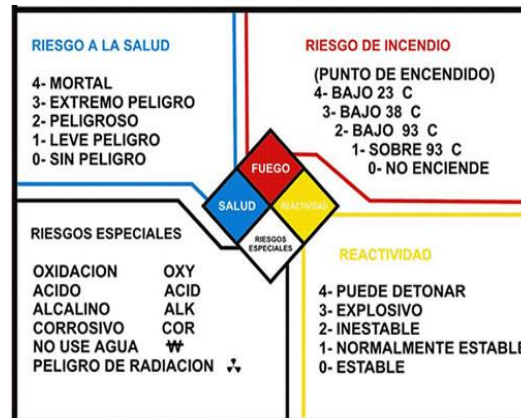 RIESGO A LA SALUD
4- MORTAL
3- EXTREMO PELIGRO
2- PELIGROSO
1- LEVE PELIGRO
0- SIN PELIGRO
RIESGO DE INCENDIO
(PUNTO DE ENCENDIDO)
4- BAJO 23 C
3- BAJO 38 C
2- BAJO 93 C
1- SOBRE 93 C
0- NO ENCIENDE
FUEGO
SALUD
REACTIVIDAD
RIESGOS
ESPECIALES
RIESGOS ESPECIALES
OXIDACION OXY
ACIDO ACID
ALCALINO ALK
CORROSIVO COR
NO USE AGUA W
PELIGRO DE RADIACION
REACTIVIDAD
4- PUEDE DETONAR
3- EXPLOSIVO
2- INESTABLE
1- NORMALMENTE ESTABLE
0- ESTABLE